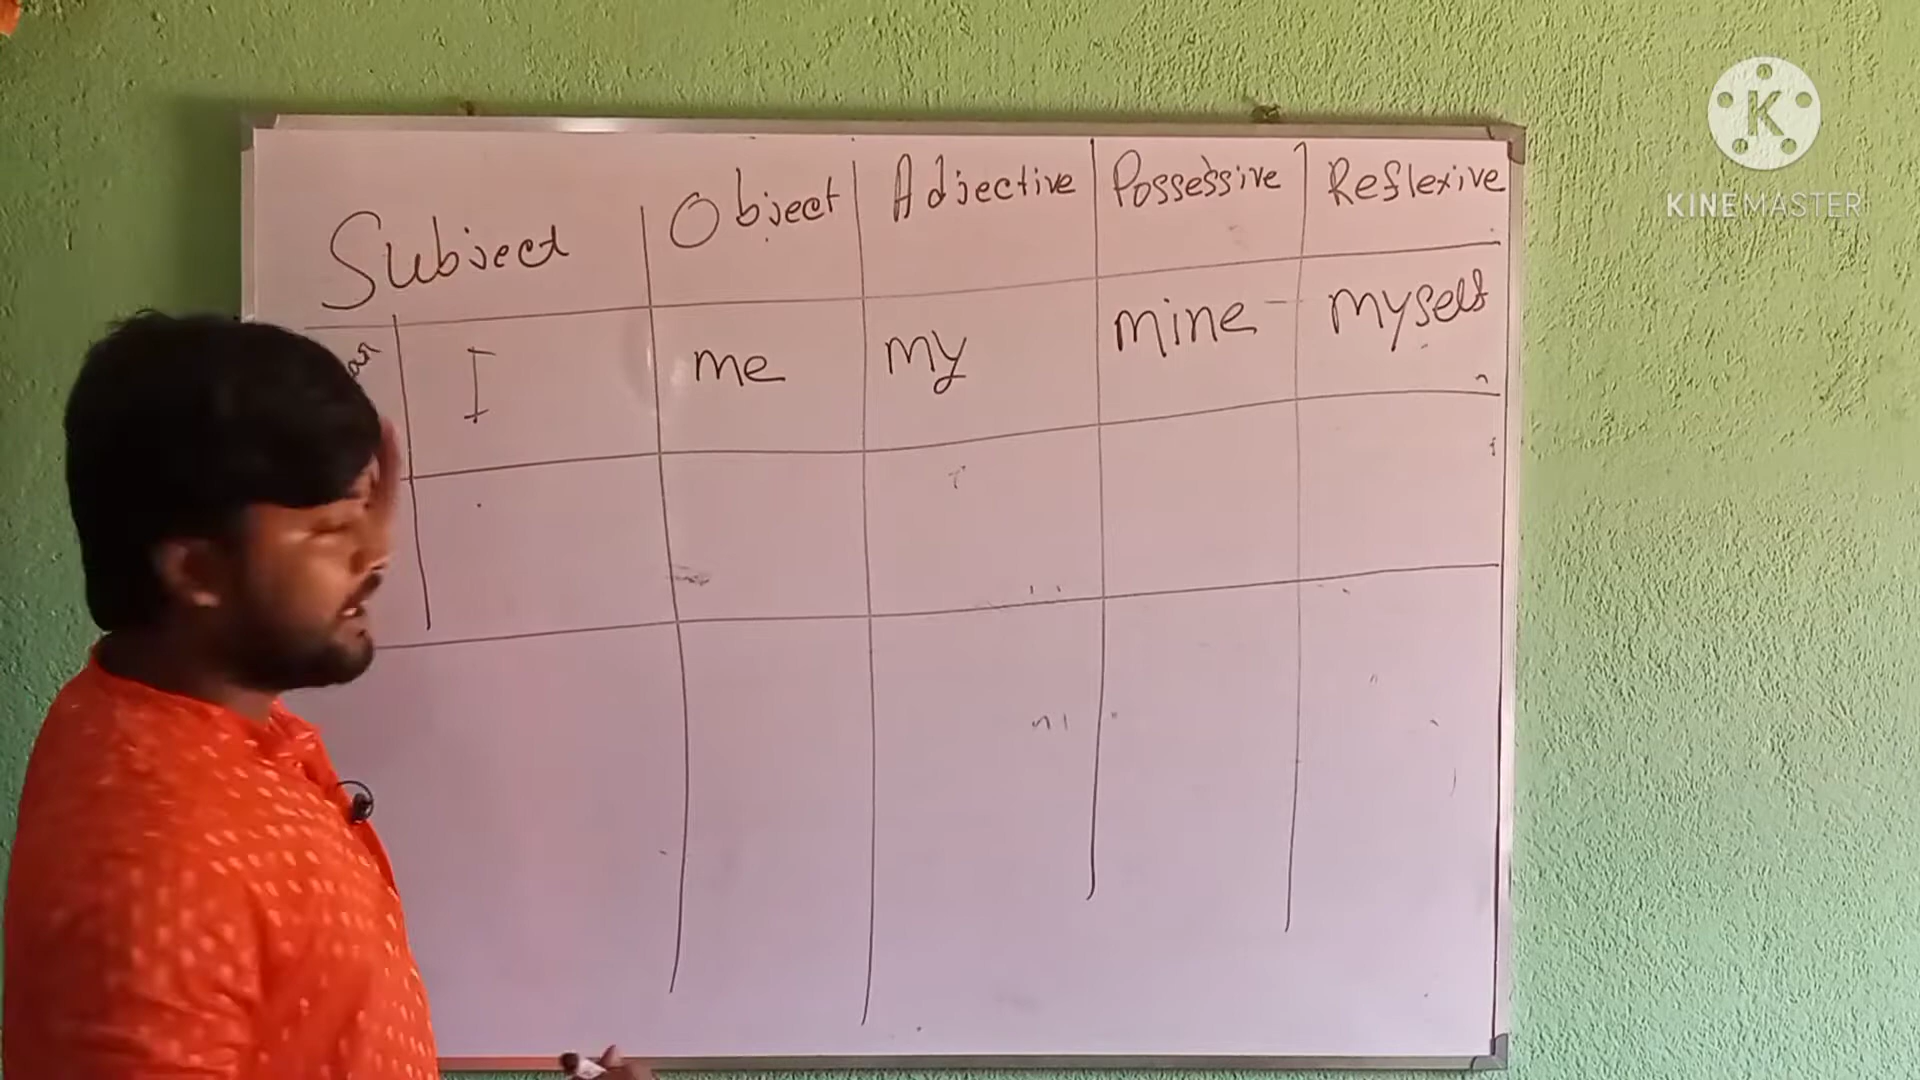 Subject Object Adjective Possessive Reflexive
I me my mine - myself
K
KINEMASTER